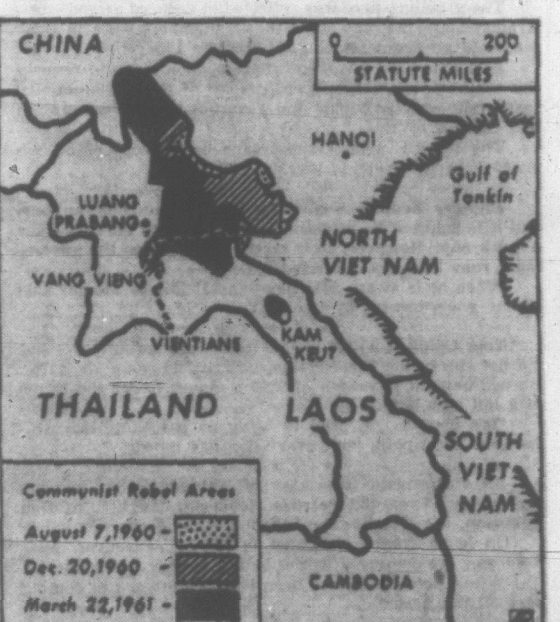 CHINA
0 200
STATUTE MILES
HANOI
Gulf of
Tonkin
LUANG
PRABANG
NORTH
VIET NAM
VANG VIENG
KAM
KEUT
VIENTIANE
THAILAND
LAOS
SOUTH
VIET
NAM
Communist Rebel Areas
August 7, 1960 -
Dec. 20, 1960 -
March 22, 1961 -
CAMBODIA